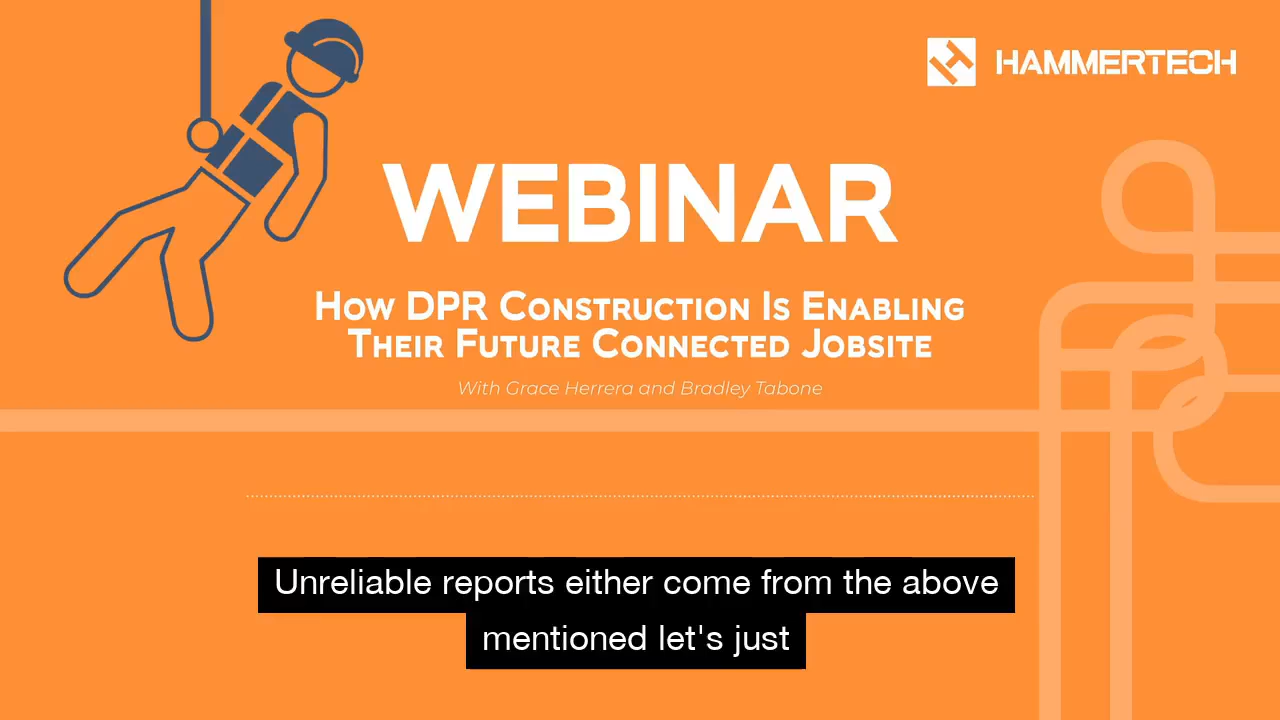 HAMMERTECH
WEBINAR
How DPR Construction Is Enabling
Their Future Connected Jobsite
With Grace Herrera and Bradley Tabone
Unreliable reports either come from the above
mentioned let's just